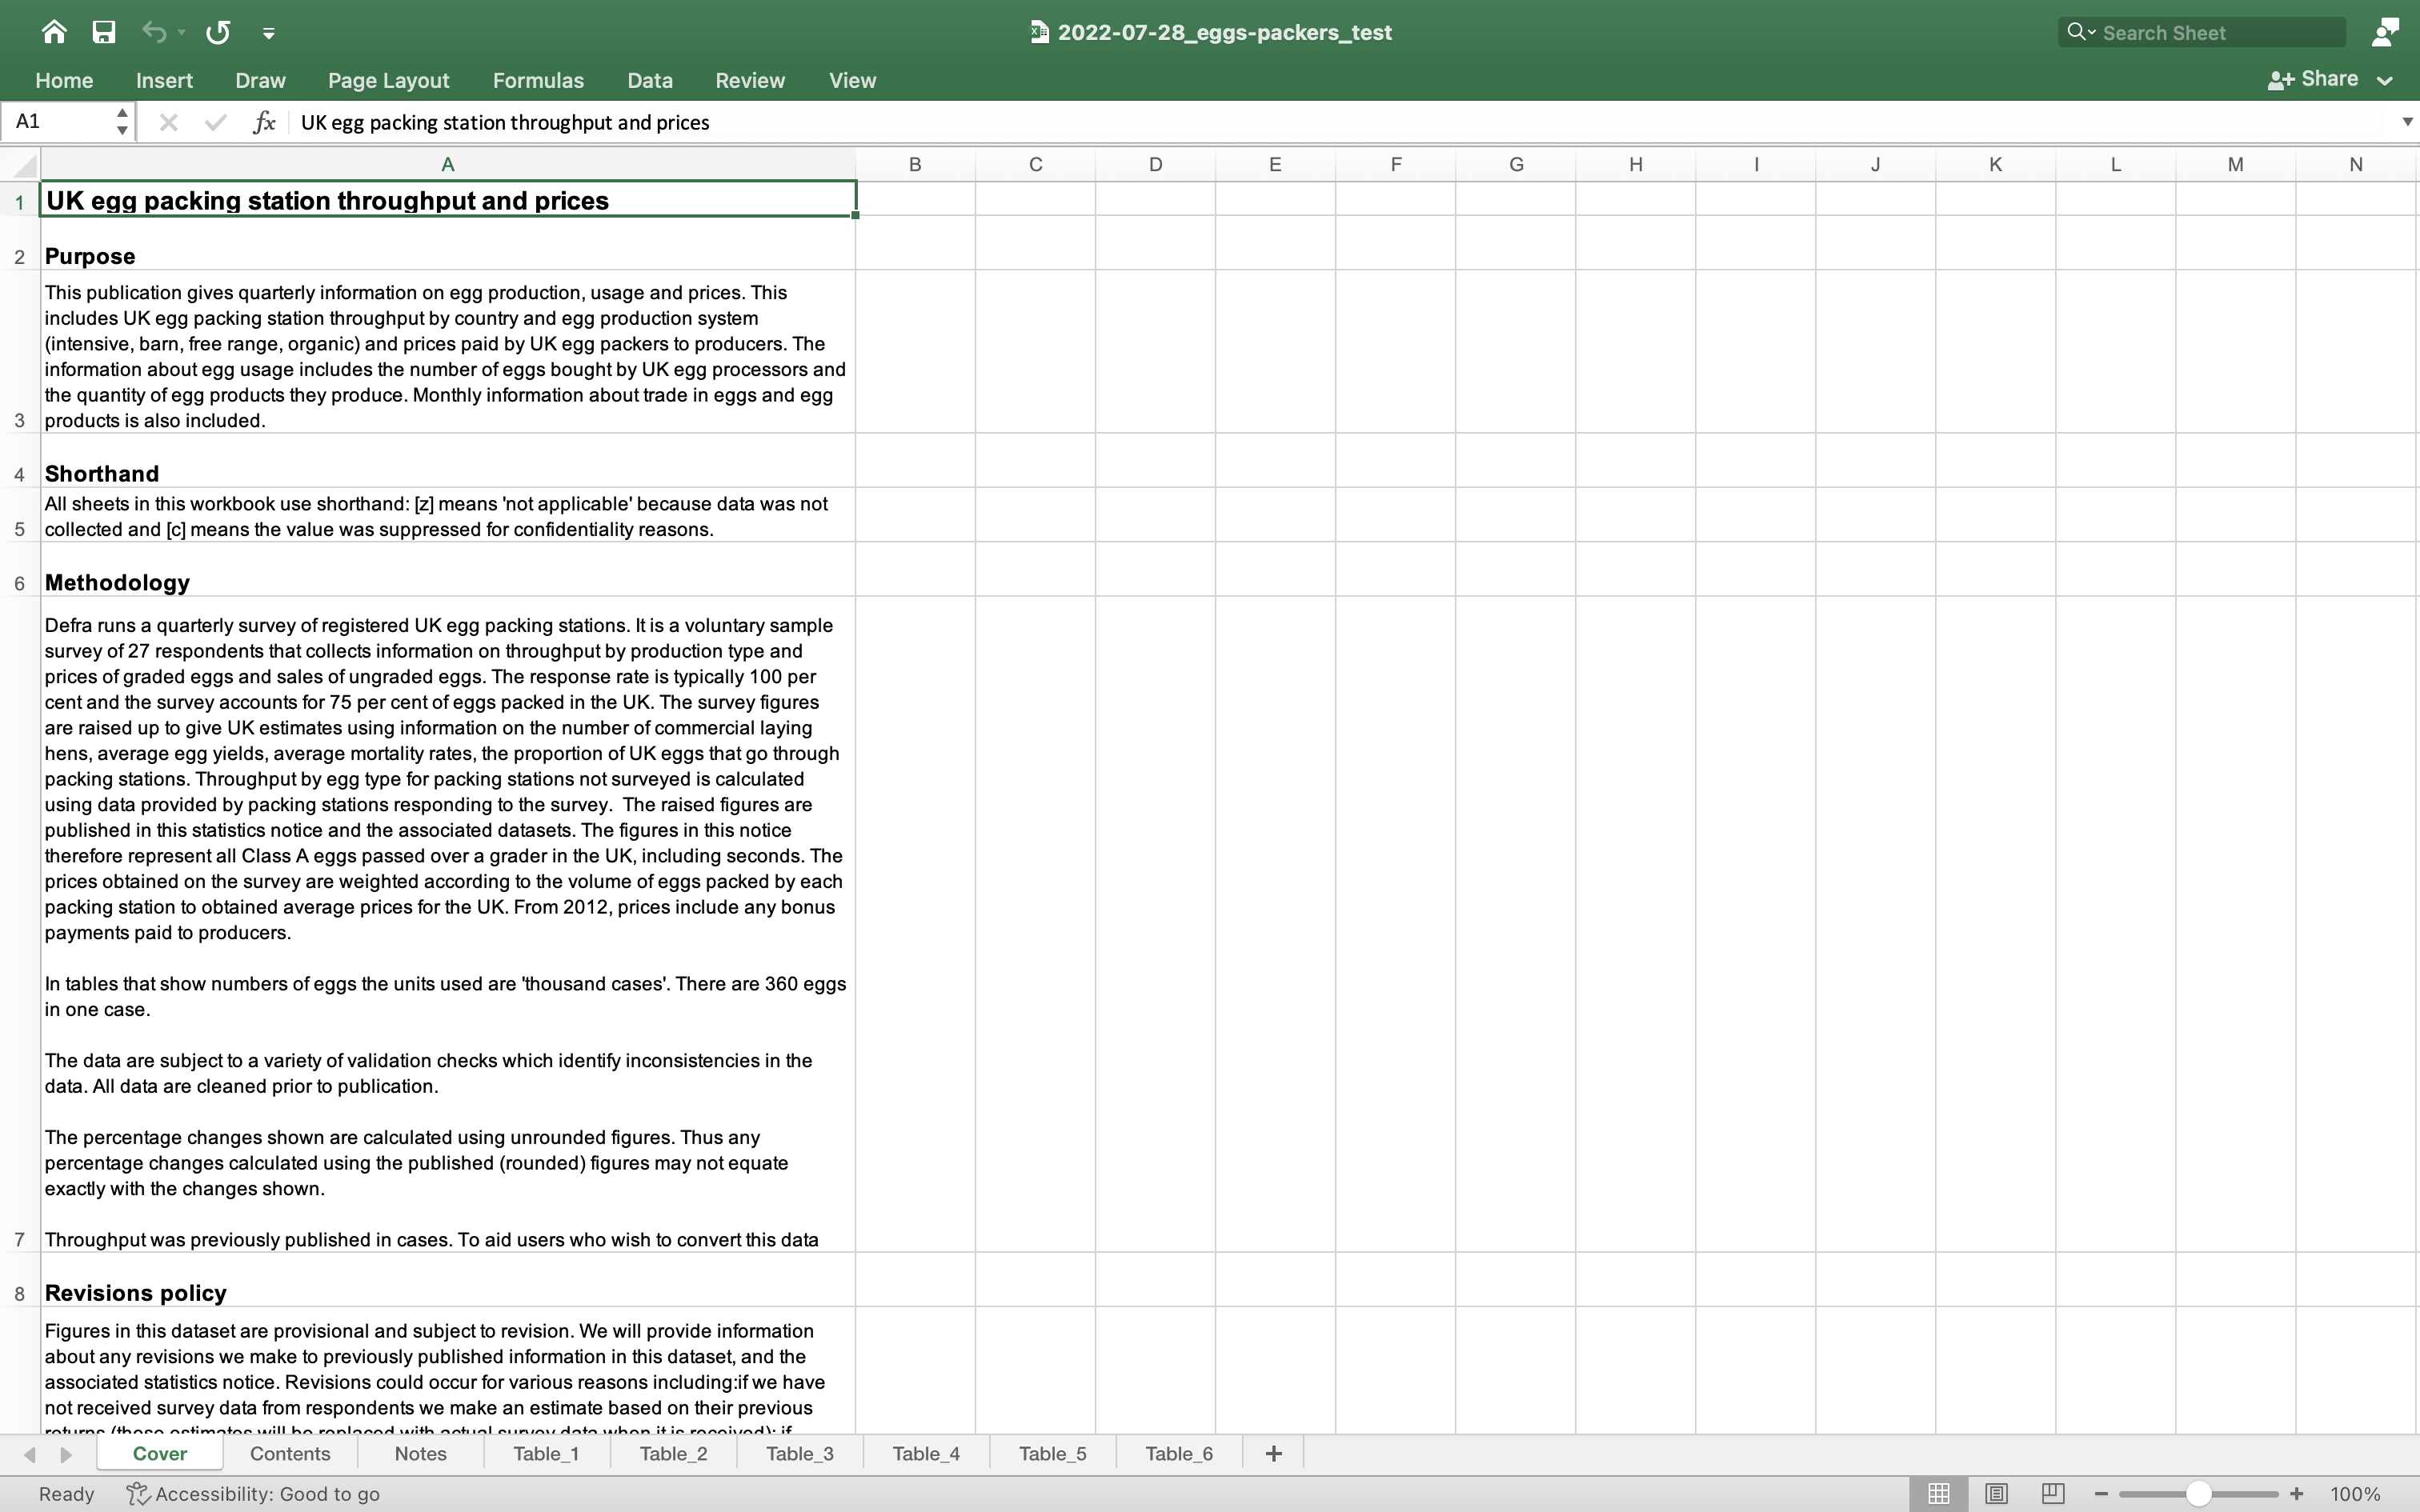 2022-07-28_eggs-packers_test
Search Sheet
Home Insert Draw Page Layout Formulas Data Review View
Share
A1
fx UK egg packing station throughput and prices
A B C D E F G H I J K L M N
1 UK egg packing station throughput and prices
2 Purpose
This publication gives quarterly information on egg production, usage and prices. This
includes UK egg packing station throughput by country and egg production system
(intensive, barn, free range, organic) and prices paid by UK egg packers to producers. The
information about egg usage includes the number of eggs bought by UK egg processors and
the quantity of egg products they produce. Monthly information about trade in eggs and egg
3 products is also included.
4 Shorthand
All sheets in this workbook use shorthand: [z] means 'not applicable' because data was not
5 collected and [c] means the value was suppressed for confidentiality reasons.
6 Methodology
Defra runs a quarterly survey of registered UK egg packing stations. It is a voluntary sample
survey of 27 respondents that collects information on throughput by production type and
prices of graded eggs and sales of ungraded eggs. The response rate is typically 100 per
cent and the survey accounts for 75 per cent of eggs packed in the UK. The survey figures
are raised up to give UK estimates using information on the number of commercial laying
hens, average egg yields, average mortality rates, the proportion of UK eggs that go through
packing stations. Throughput by egg type for packing stations not surveyed is calculated
using data provided by packing stations responding to the survey.  The raised figures are
published in this statistics notice and the associated datasets. The figures in this notice
therefore represent all Class A eggs passed over a grader in the UK, including seconds. The
prices obtained on the survey are weighted according to the volume of eggs packed by each
packing station to obtained average prices for the UK. From 2012, prices include any bonus
payments paid to producers.
In tables that show numbers of eggs the units used are 'thousand cases'. There are 360 eggs
in one case.
The data are subject to a variety of validation checks which identify inconsistencies in the
data. All data are cleaned prior to publication.
The percentage changes shown are calculated using unrounded figures. Thus any
percentage changes calculated using the published (rounded) figures may not equate
exactly with the changes shown.
7 Throughput was previously published in cases. To aid users who wish to convert this data
8 Revisions policy
Figures in this dataset are provisional and subject to revision. We will provide information
about any revisions we make to previously published information in this dataset, and the
associated statistics notice. Revisions could occur for various reasons including:if we have
not received survey data from respondents we make an estimate based on their previous
returns (these estimates will be replaced with actual survey data when it is received); if
Cover Contents Notes Table_1 Table_2 Table_3 Table_4 Table_5 Table_6 +
Ready Accessibility: Good to go
100%